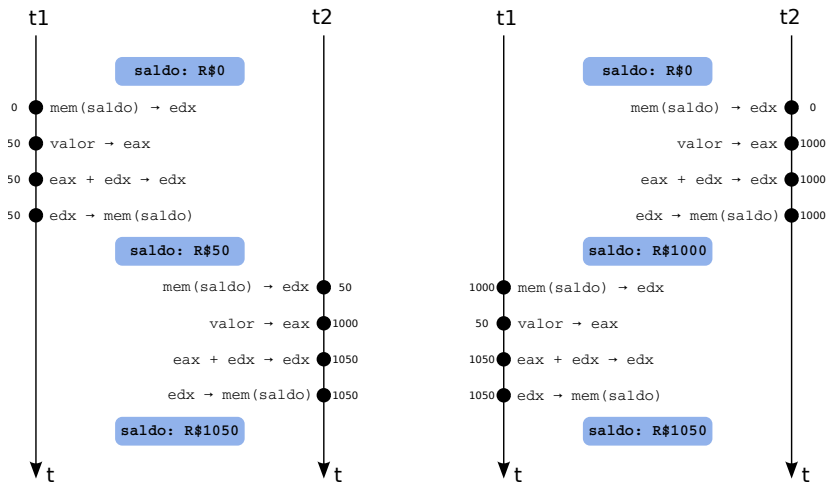 t1
t2
saldo: R$0
0 mem(saldo) → edx
50 valor → eax
50 eax + edx → edx
50 edx → mem(saldo)
saldo: R$50
mem(saldo) → edx 50
valor → eax 1000
eax + edx → edx 1050
edx → mem(saldo) 1050
saldo: R$1050
t
t
t1
t2
saldo: R$0
mem(saldo) → edx 0
valor → eax 1000
eax + edx → edx 1000
edx → mem(saldo) 1000
saldo: R$1000
1000 mem(saldo) → edx
50 valor → eax
1050 eax + edx → edx
1050 edx → mem(saldo)
saldo: R$1050
t
t